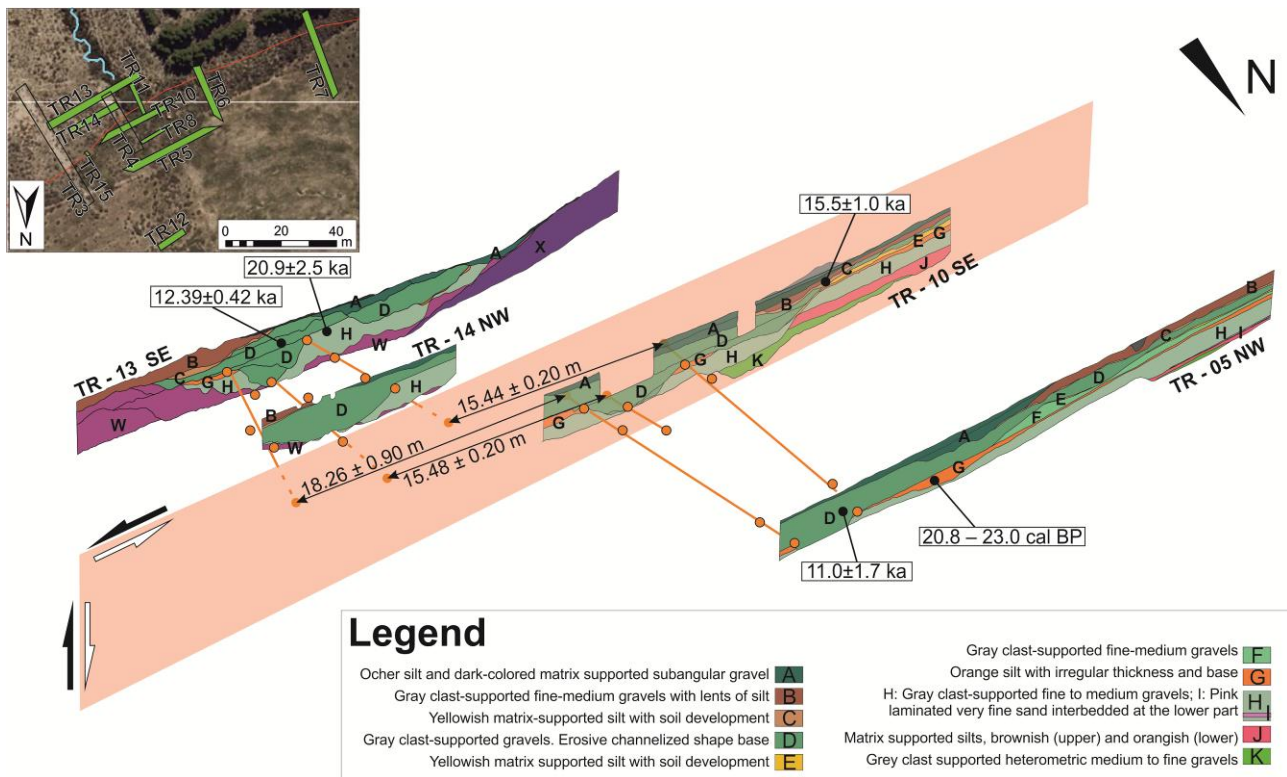 TR13
TR14
TR11
TR10
TR8
TR4
TR5
TR6
TR7
TR15
TR3
TR12
N
0 20 40
m
N
20.9±2.5 ka
12.39±0.42 ka
15.5±1.0 ka
TR - 13 SE
A
X
D
H
W
B
D
D
C
G
H
W
TR - 14 NW
H
D
B
W
TR - 10 SE
G
E
C
H
J
B
A
D
G
H
K
A
D
G
TR - 05 NW
B
C
H
I
D
E
F
A
G
D
15.44 ± 0.20 m
18.26 ± 0.90 m
15.48 ± 0.20 m
20.8 – 23.0 cal BP
11.0±1.7 ka
Legend
Ocher silt and dark-colored matrix supported subangular gravel A
Gray clast-supported fine-medium gravels with lents of silt B
Yellowish matrix-supported silt with soil development C
Gray clast-supported gravels. Erosive channelized shape base D
Yellowish matrix supported silt with soil development E
Gray clast-supported fine-medium gravels F
Orange silt with irregular thickness and base G
H: Gray clast-supported fine to medium gravels; I: Pink H
laminated very fine sand interbedded at the lower part I
Matrix supported silts, brownish (upper) and orangish (lower) J
Grey clast supported heterometric medium to fine gravels K